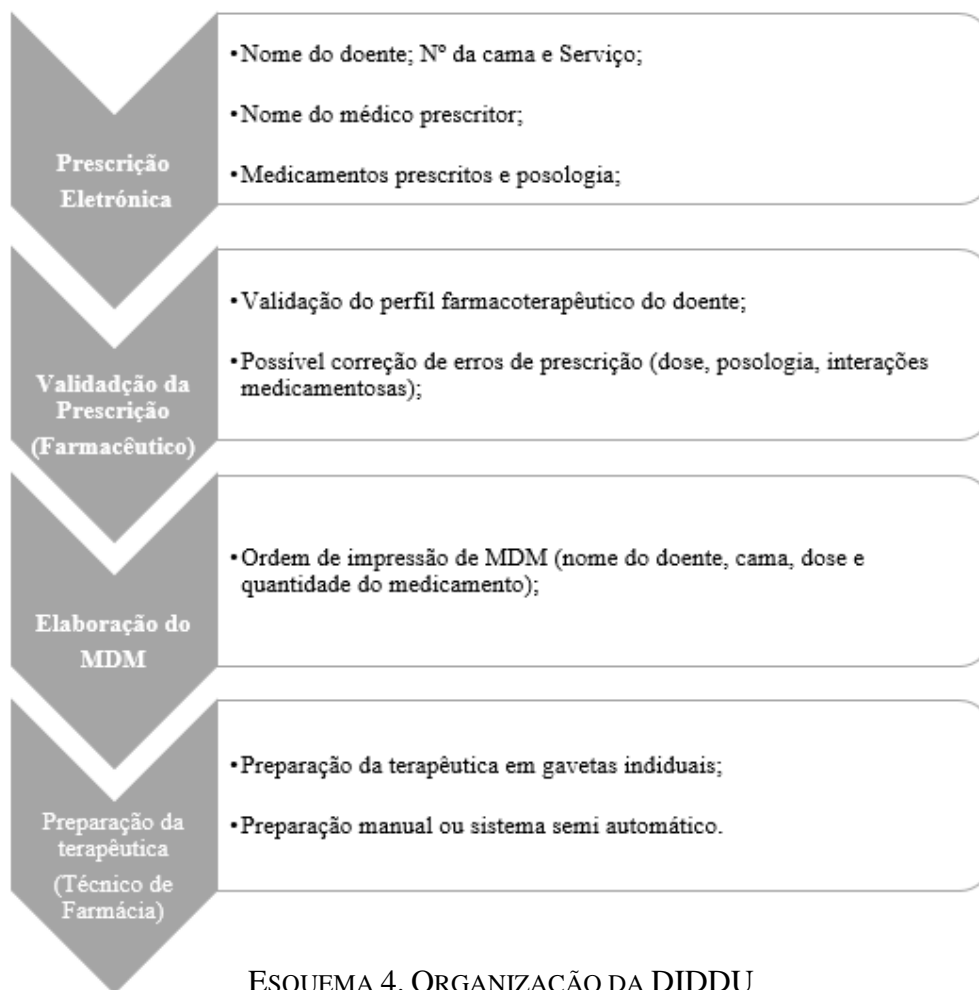 Prescrição
Eletrónica
•Nome do doente; Nº da cama e Serviço;
•Nome do médico prescritor;
•Medicamentos prescritos e posologia;
Validadção da
Prescrição
(Farmacêutico)
•Validação do perfil farmacoterapêutico do doente;
•Possível correção de erros de prescrição (dose, posologia, interações
medicamentosas);
Elaboração do
MDM
•Ordem de impressão de MDM (nome do doente, cama, dose e
quantidade do medicamento);
Preparação da
terapêutica
(Técnico de
Farmácia)
•Preparação da terapêutica em gavetas indiduais;
•Preparação manual ou sistema semi automático.
ESQUEMA 4. ORGANIZAÇÃO DA DIDDU